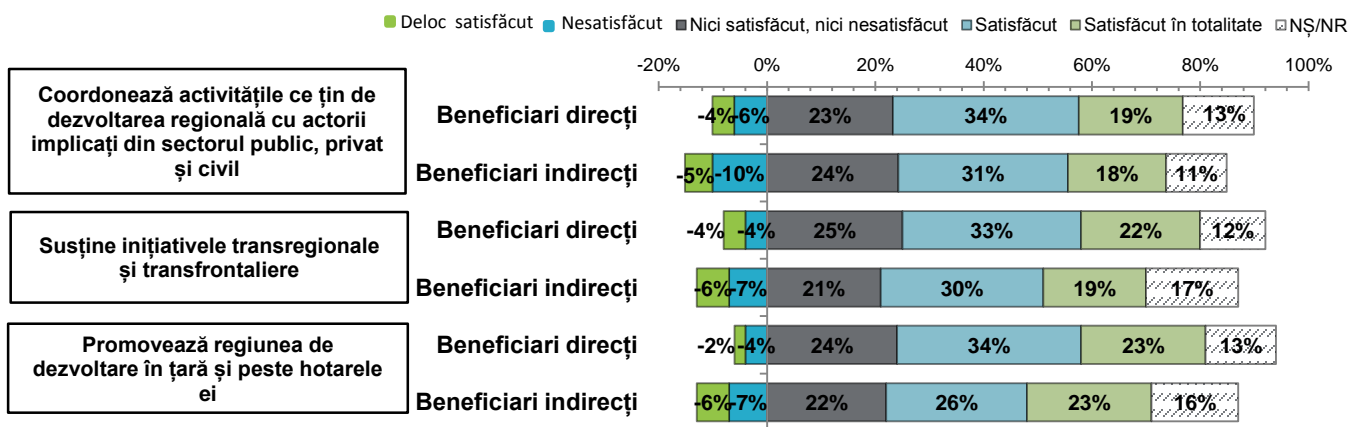 Deloc satisfăcut Nesatisfăcut Nici satisfăcut, nici nesatisfăcut Satisfăcut Satisfăcut în totalitate NȘ/NR
-20% 0% 20% 40% 60% 80% 100%
Coordonează activitățile ce țin de
dezvoltarea regională cu actorii
implicați din sectorul public, privat
și civil
Beneficiari direcți -4% -6% 23% 34% 19% 13%
Beneficiari indirecți -5% -10% 24% 31% 18% 11%
Susține inițiativele transregionale
și transfrontaliere
Beneficiari direcți -4% -4% 25% 33% 22% 12%
Beneficiari indirecți -6% -7% 21% 30% 19% 17%
Promovează regiunea de
dezvoltare în țară și peste hotarele
ei
Beneficiari direcți -2% -4% 24% 34% 23% 13%
Beneficiari indirecți -6% -7% 22% 26% 23% 16%